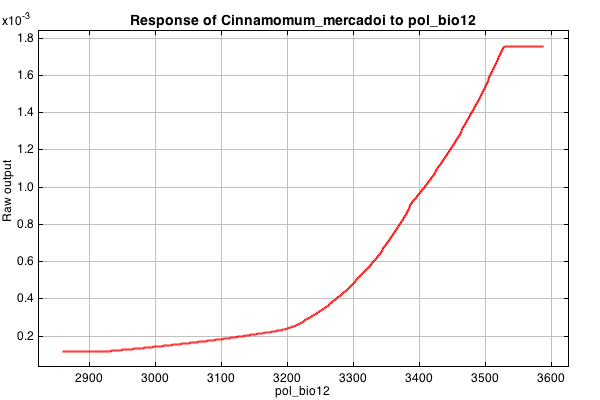 Response of Cinnamomum_mercadoi to pol_bio12
x10-3
1.8
1.6
1.4
1.2
1.0
0.8
0.6
0.4
0.2
Raw output
2900 3000 3100 3200 3300 3400 3500 3600
pol_bio12